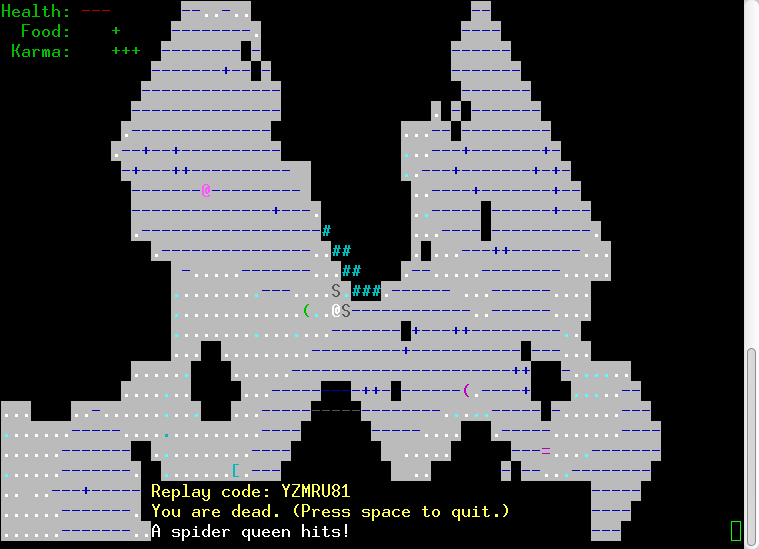 Health: ---
Food: +
Karma: +++
Replay code: YZMRU81
You are dead. (Press space to quit.)
A spider queen hits!